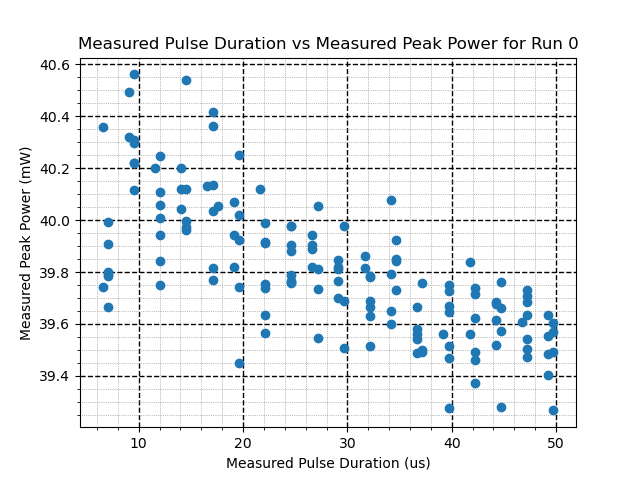 Measured Pulse Duration vs Measured Peak Power for Run 0
40.6
40.4
40.2
40.0
39.8
39.6
39.4
Measured Peak Power (mW)
10 20 30 40 50
Measured Pulse Duration (us)